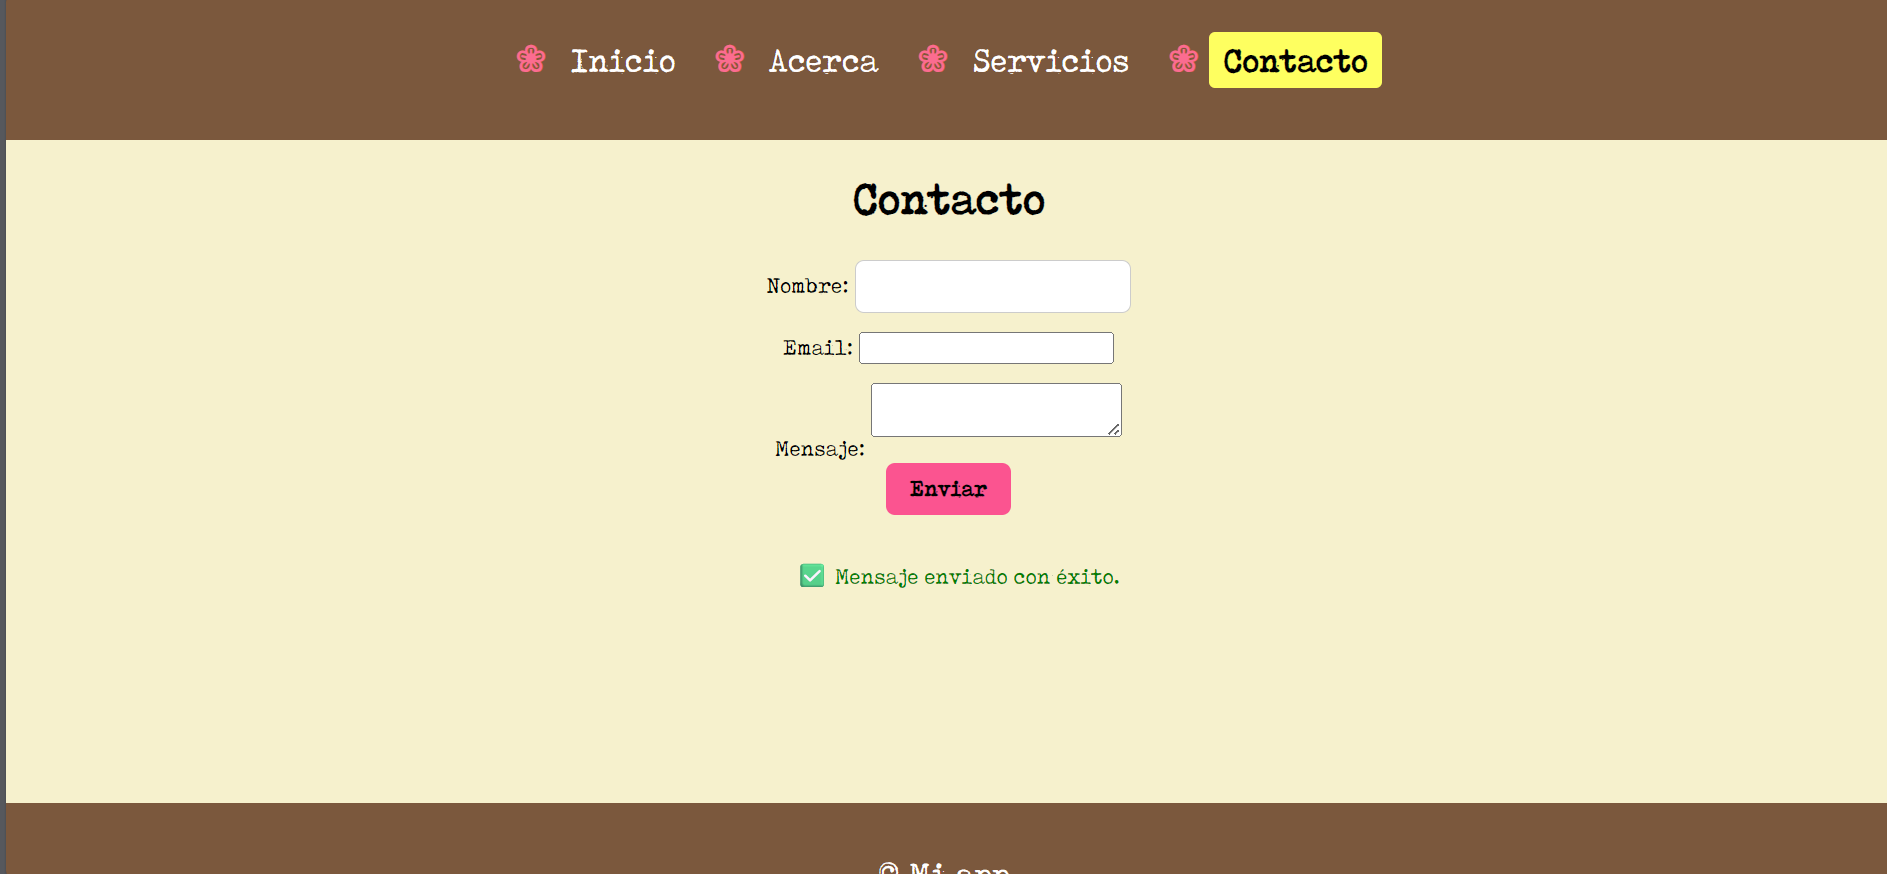 Inicio Acerca Servicios Contacto
Contacto
Nombre:
Email:
Mensaje:
Enviar
✅ Mensaje enviado con éxito.
© Mi app